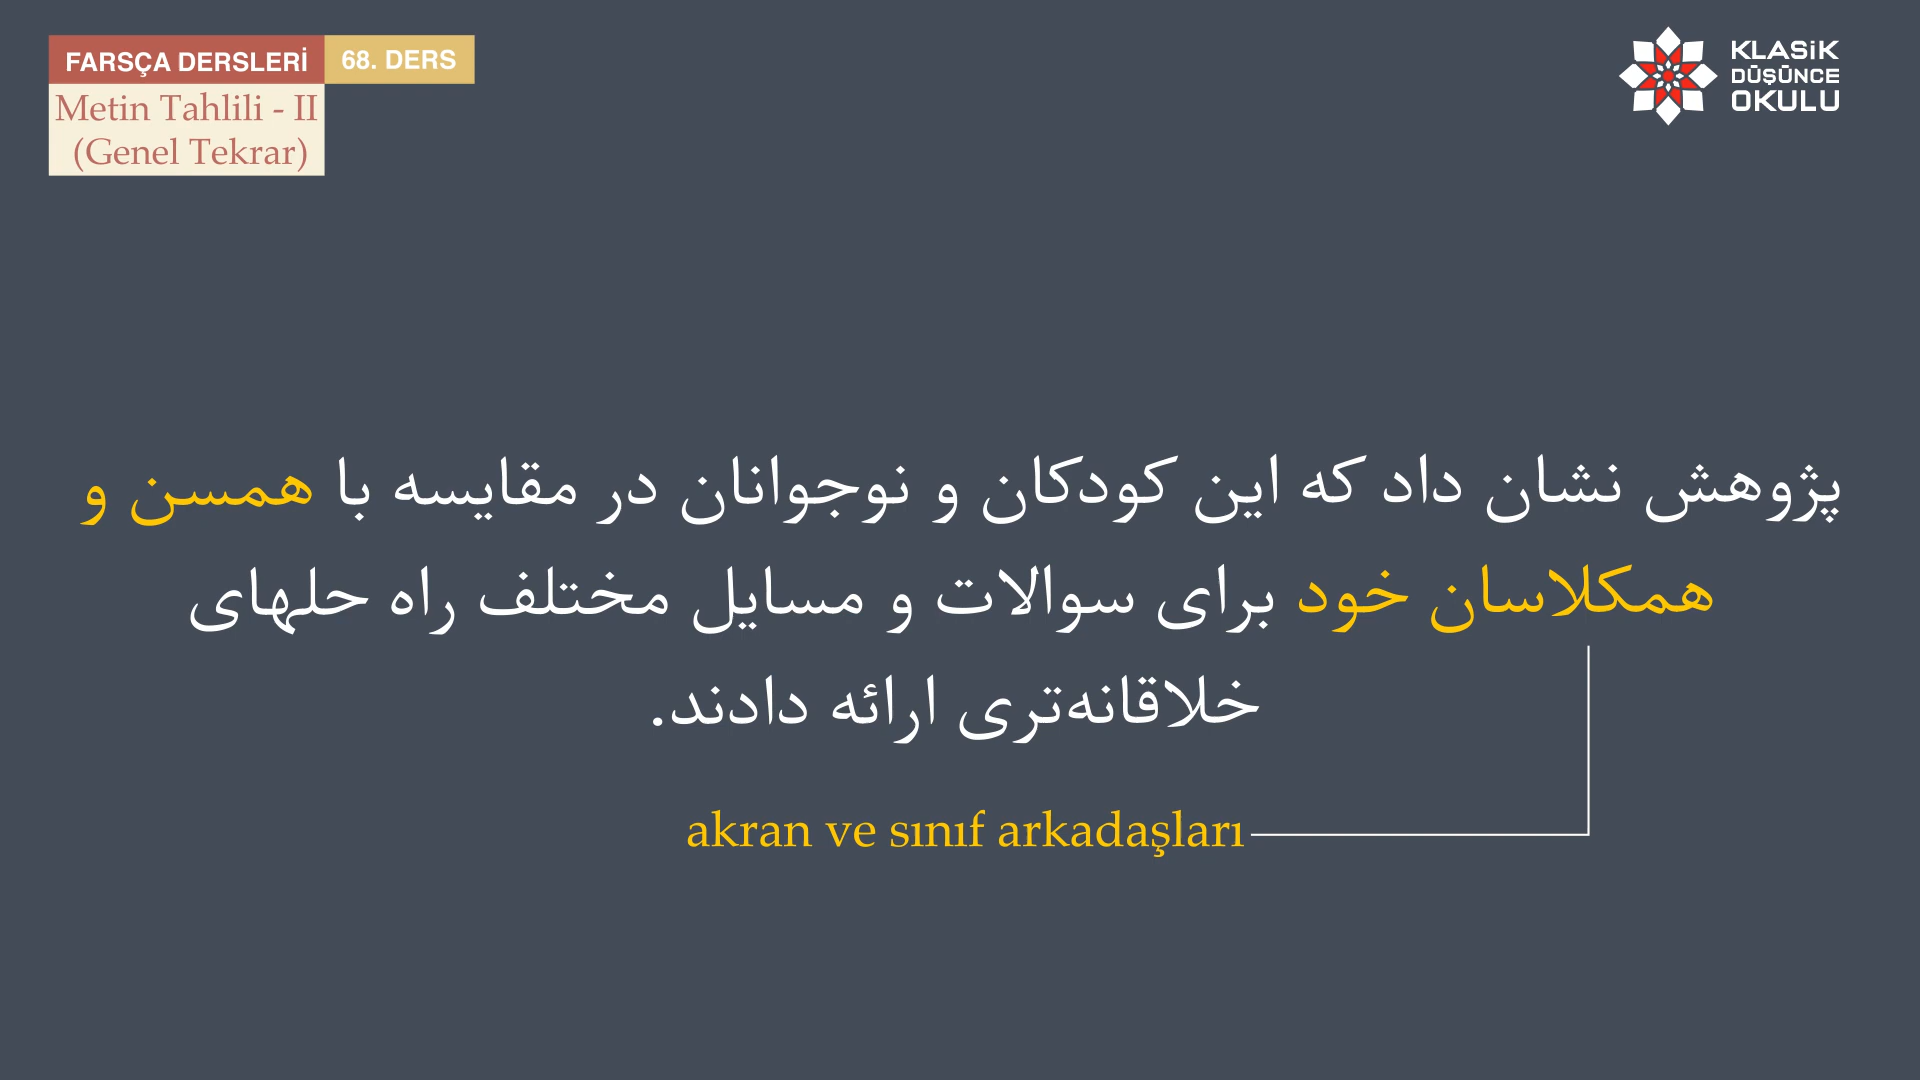 FARSÇA DERSLERİ
68. DERS
Metin Tahlili - II
(Genel Tekrar)
KLASiK
DÜŞÜNCE
OKULU
پژوهش نشان داد که این کودکان و نوجوانان در مقایسه با همسن و
همکلاسان خود برای سوالات و مسایل مختلف راه حلهای
خلاقانه‌تری ارائه دادند.
akran ve sınıf arkadaşları